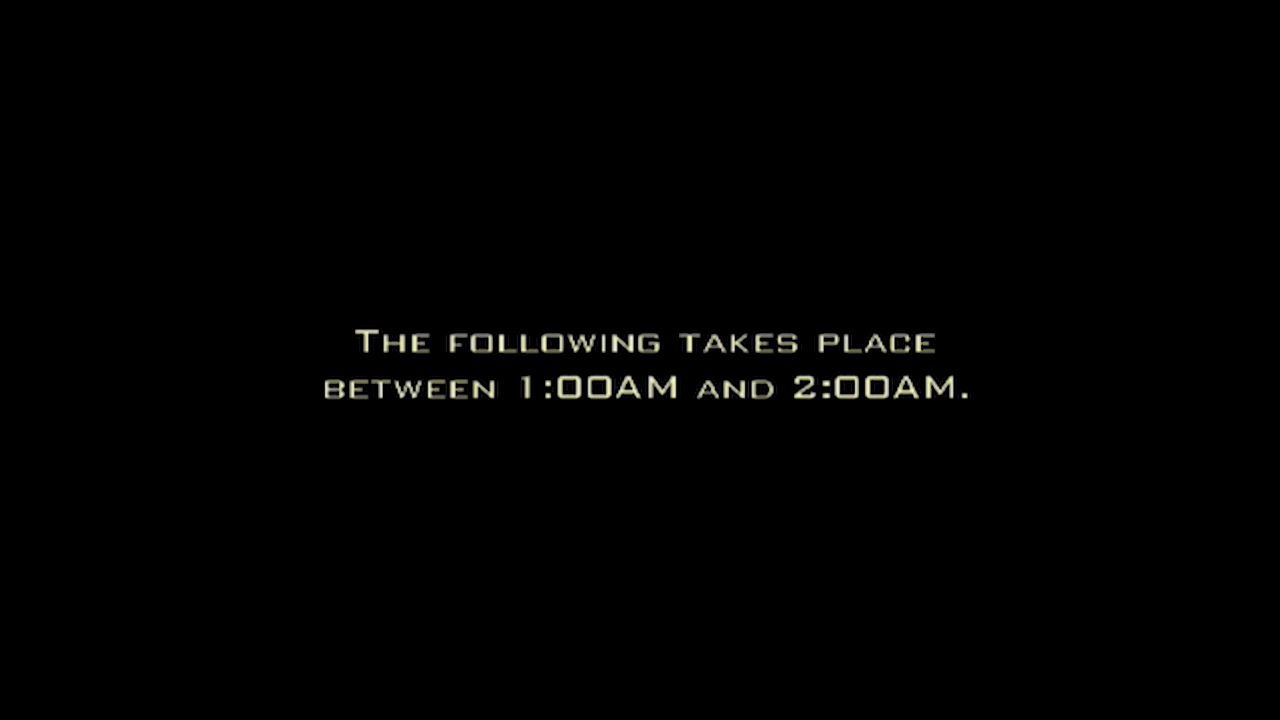 The following takes place
between 1:00AM and 2:00AM.